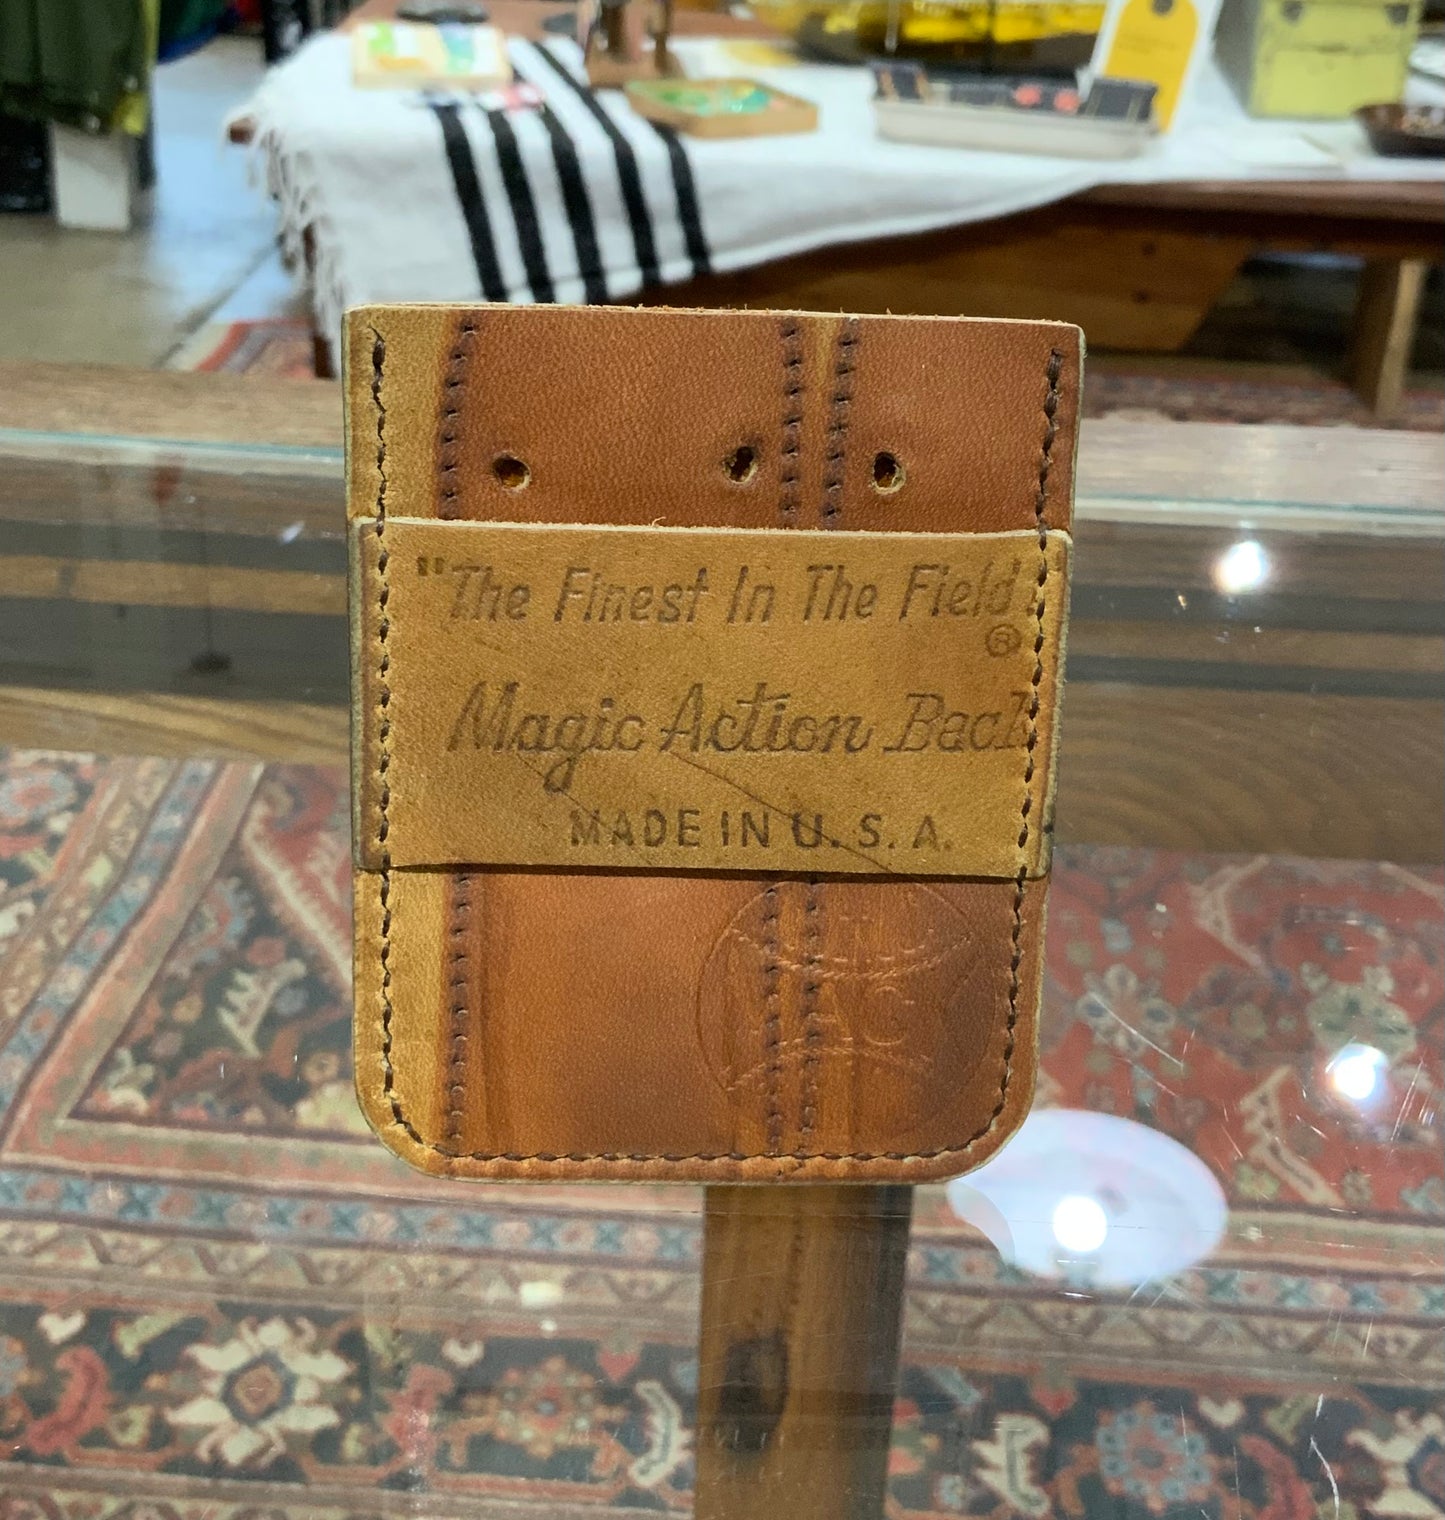 "The Finest In The Field"
®
Magic Action Back
MADE IN U.S.A.